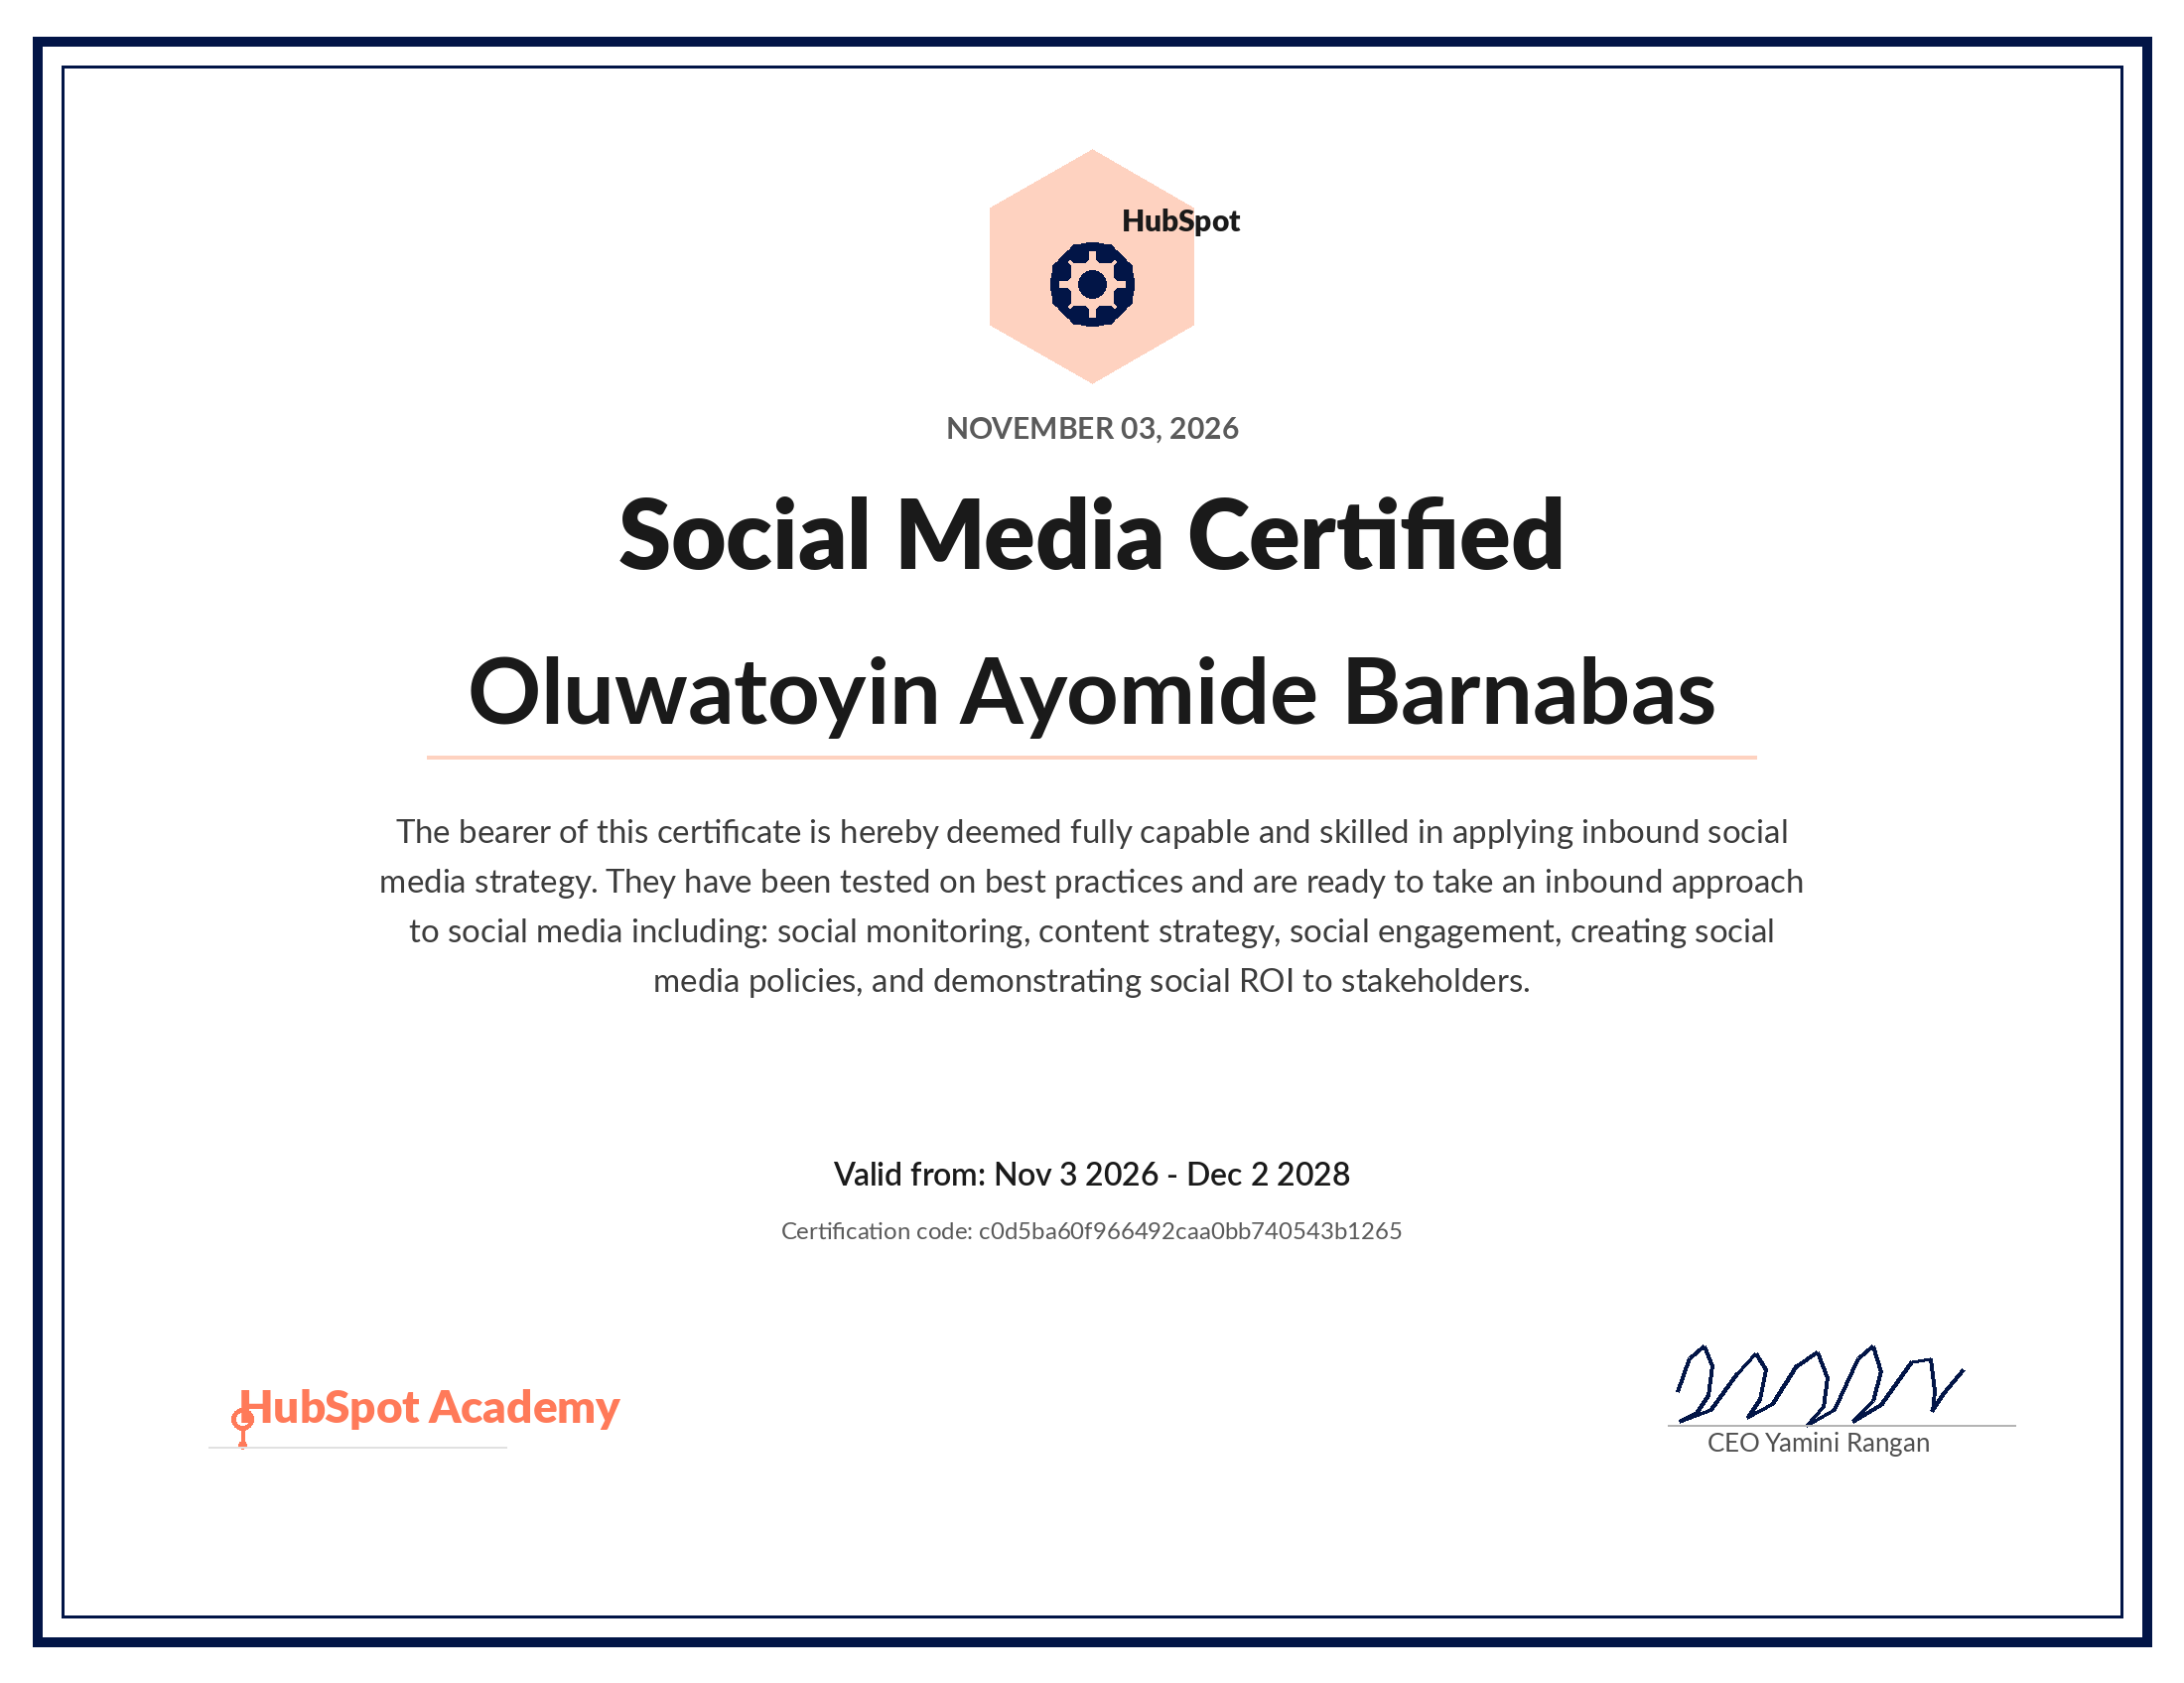 HubSpot
NOVEMBER 03, 2026
Social Media Certified
Oluwatoyin Ayomide Barnabas
The bearer of this certificate is hereby deemed fully capable and skilled in applying inbound social
media strategy. They have been tested on best practices and are ready to take an inbound approach
to social media including: social monitoring, content strategy, social engagement, creating social
media policies, and demonstrating social ROI to stakeholders.
Valid from: Nov 3 2026 - Dec 2 2028
Certification code: c0d5ba60f966492caa0bb740543b1265
HubSpot Academy
CEO Yamini Rangan